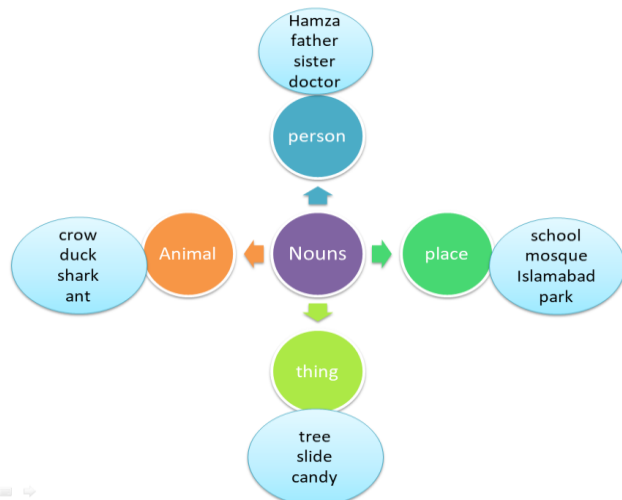 Hamza
father
sister
doctor
person
crow
duck
shark
ant
Animal
Nouns
place
school
mosque
Islamabad
park
thing
tree
slide
candy